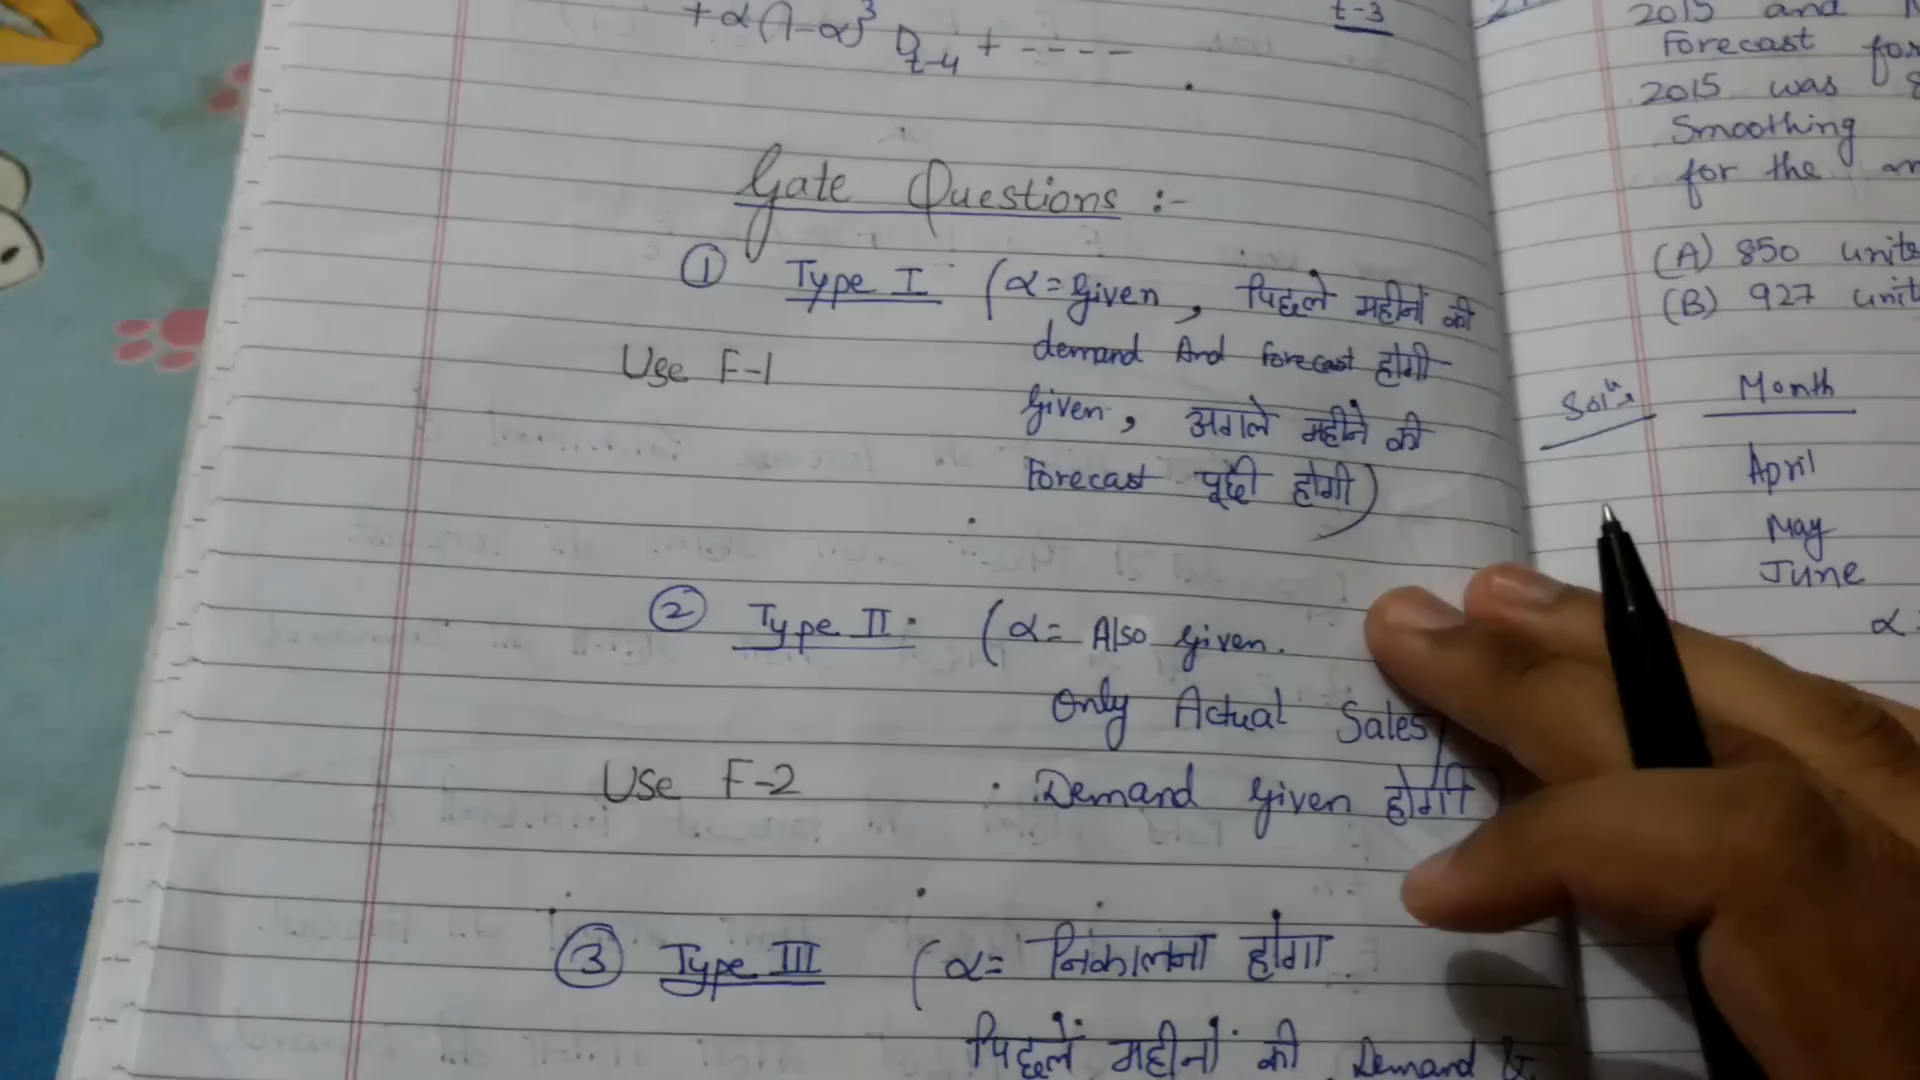 + α(1-α)³ D_{t-4} + ----
t-3
Gate Questions :-
① Type I (α = Given, पिछले महीनों की
demand And forecast होगी
Use F-1
Given, अगले महीने की
Forecast पूछी होगी)
② Type II (α = Also Given.
Only Actual Sales/
Use F-2
Demand Given होगी)
③ Type III (α = निकालना होगा
पिछले महीनों की Demand &
2015 and
Forecast for
2015 was
Smoothing
for the
(A) 850 units
(B) 927 unit
Solⁿ Month
April
May
June
α